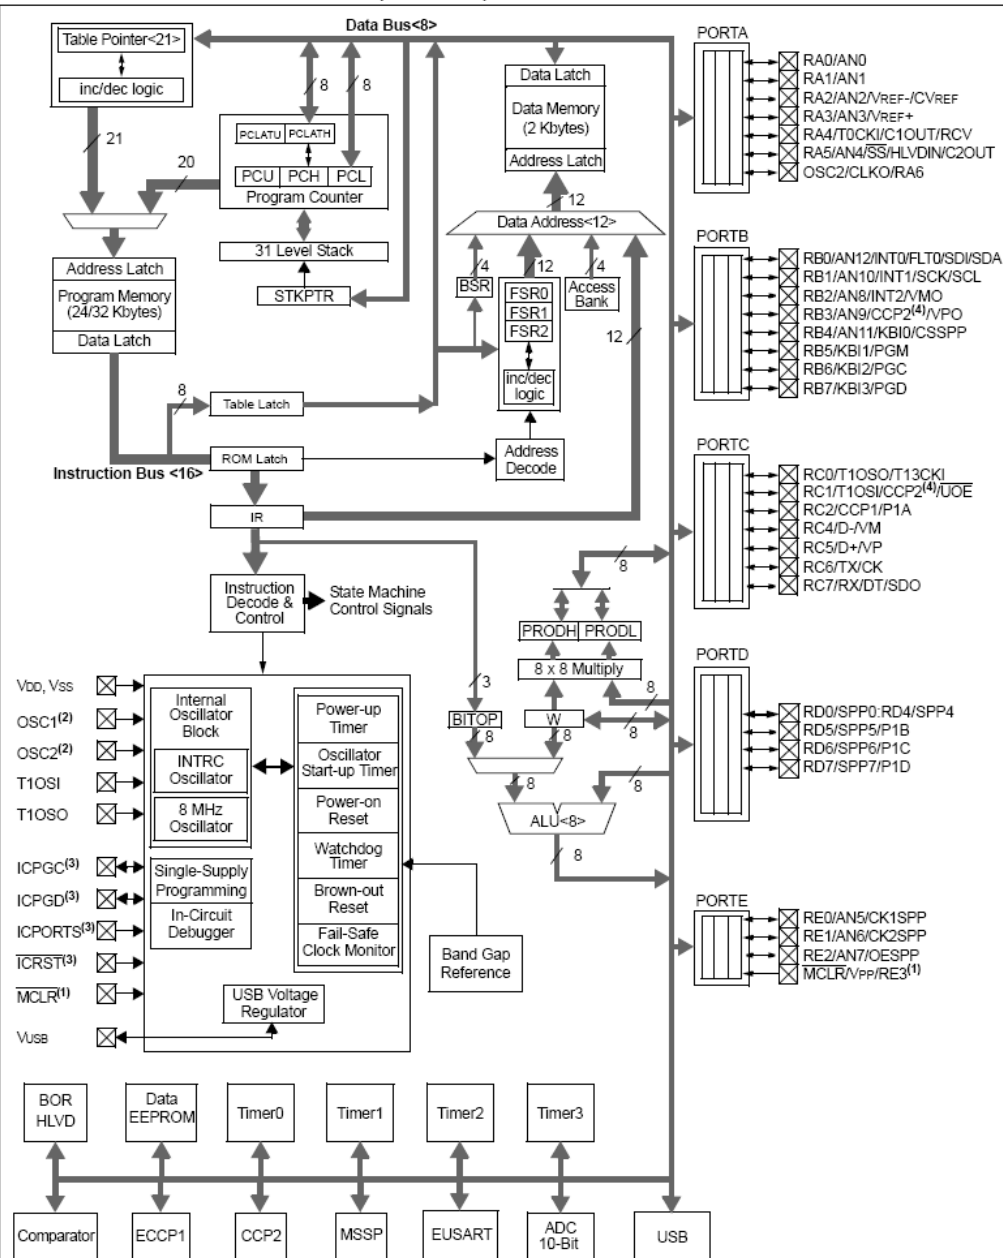 Data Bus<8>
Table Pointer<21>
inc/dec logic
21
20
8
8
PCLATU PCLATH
PCU PCH PCL
Program Counter
31 Level Stack
STKPTR
Address Latch
Program Memory
(24/32 Kbytes)
Data Latch
8
Instruction Bus <16>
Table Latch
ROM Latch
IR
Instruction
Decode &
Control
State Machine
Control Signals
Data Latch
Data Memory
(2 Kbytes)
Address Latch
12
Data Address<12>
4
12
4
BSR
FSR0
FSR1
FSR2
inc/dec
logic
Access
Bank
12
Address
Decode
8
PRODH PRODL
8 x 8 Multiply
3
8
BITOP
W
8
8
8
8
8
ALU<8>
8
PORTA
RA0/AN0
RA1/AN1
RA2/AN2/VREF-/CVREF
RA3/AN3/VREF+
RA4/T0CKI/C1OUT/RCV
RA5/AN4/SS/HLVDIN/C2OUT
OSC2/CLKO/RA6
PORTB
RB0/AN12/INT0/FLT0/SDI/SDA
RB1/AN10/INT1/SCK/SCL
RB2/AN8/INT2/VMO
RB3/AN9/CCP2(4)/VPO
RB4/AN11/KBI0/CSSPP
RB5/KBI1/PGM
RB6/KBI2/PGC
RB7/KBI3/PGD
PORTC
RC0/T1OSO/T13CKI
RC1/T1OSI/CCP2(4)/UOE
RC2/CCP1/P1A
RC4/D-/VM
RC5/D+/VP
RC6/TX/CK
RC7/RX/DT/SDO
PORTD
RD0/SPP0:RD4/SPP4
RD5/SPP5/P1B
RD6/SPP6/P1C
RD7/SPP7/P1D
PORTE
RE0/AN5/CK1SPP
RE1/AN6/CK2SPP
RE2/AN7/OESPP
MCLR/VPP/RE3(1)
VDD, VSS
OSC1(2)
OSC2(2)
T1OSI
T1OSO
ICPGC(3)
ICPGD(3)
ICPORTS(3)
ICRST(3)
MCLR(1)
VUSB
Internal
Oscillator
Block
INTRC
Oscillator
8 MHz
Oscillator
Single-Supply
Programming
In-Circuit
Debugger
Power-up
Timer
Oscillator
Start-up Timer
Power-on
Reset
Watchdog
Timer
Brown-out
Reset
Fail-Safe
Clock Monitor
Band Gap
Reference
USB Voltage
Regulator
BOR
HLVD
Data
EEPROM
Timer0
Timer1
Timer2
Timer3
Comparator
ECCP1
CCP2
MSSP
EUSART
ADC
10-Bit
USB